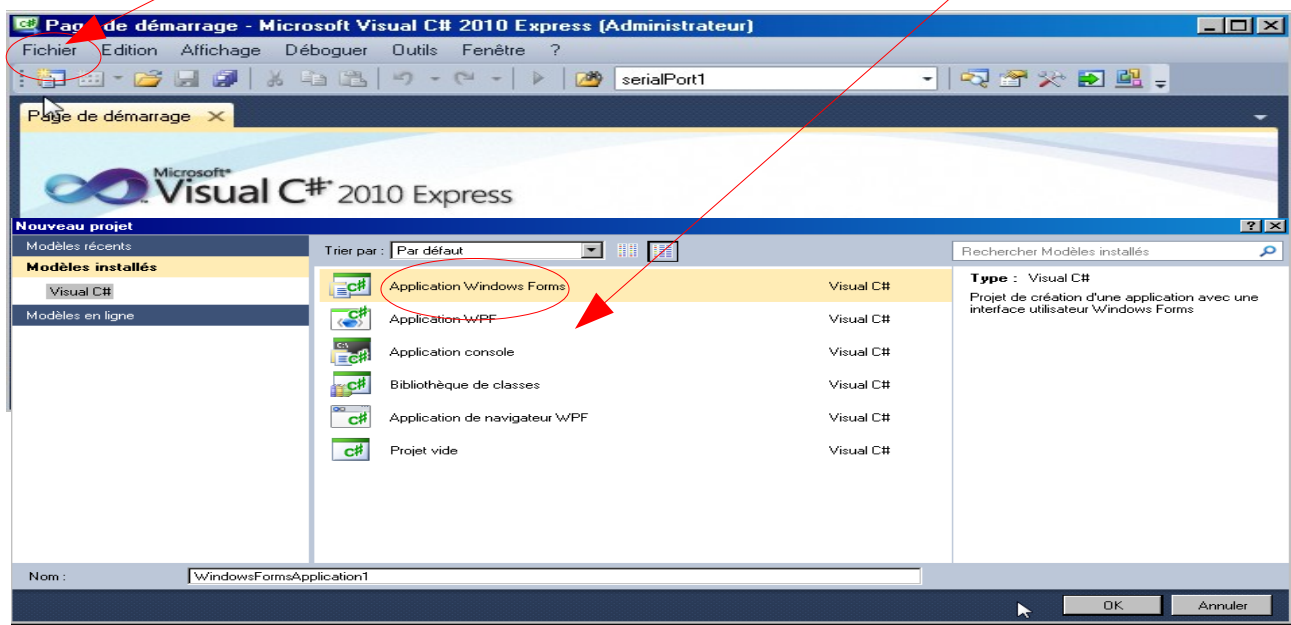 Page de démarrage - Microsoft Visual C# 2010 Express (Administrateur)
Fichier Edition Affichage Déboguer Outils Fenêtre ?
serialPort1
Page de démarrage
Microsoft
Visual C# 2010 Express
Nouveau projet
Modèles récents
Modèles installés
Visual C#
Modèles en ligne
Trier par : Par défaut
Rechercher Modèles installés
Application Windows Forms Visual C#
Application WPF Visual C#
Application console Visual C#
Bibliothèque de classes Visual C#
Application de navigateur WPF Visual C#
Projet vide Visual C#
Type : Visual C#
Projet de création d'une application avec une
interface utilisateur Windows Forms
Nom : WindowsFormsApplication1
OK Annuler